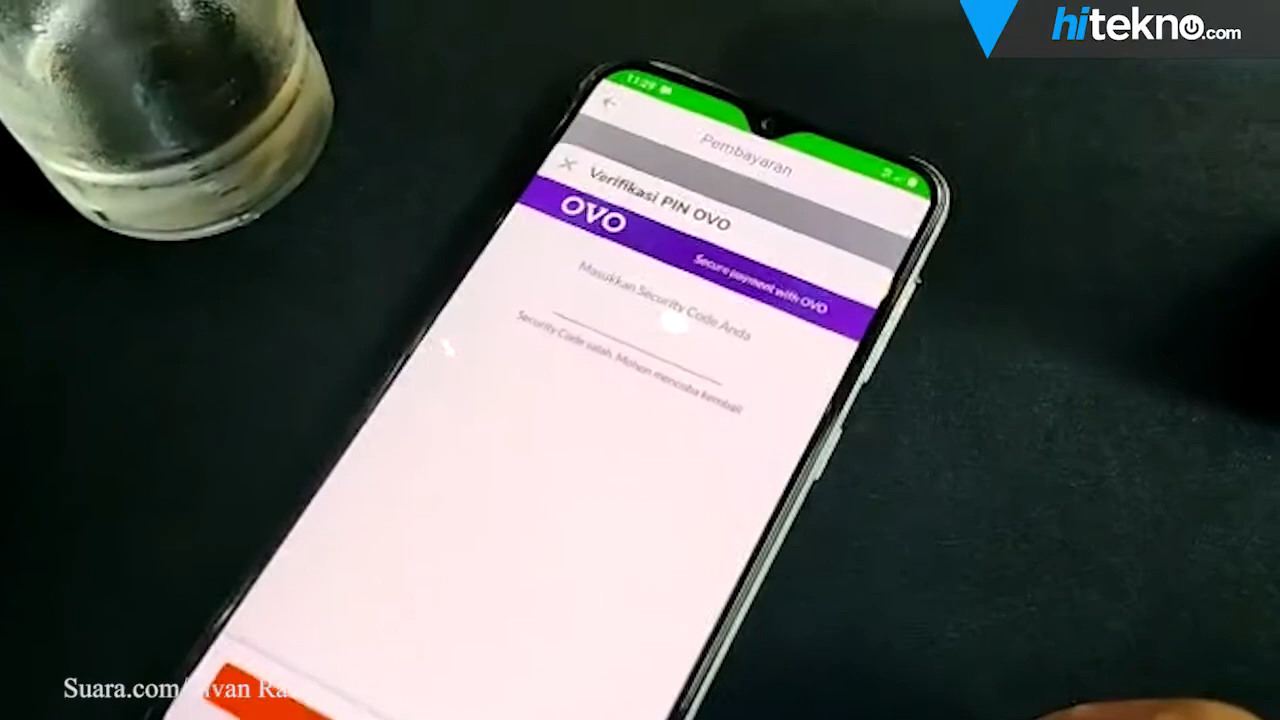 hitekno.com
11:29
Pembayaran
Verifikasi PIN OVO
OVO
Secure payment with OVO
Masukkan Security Code Anda
Security Code salah. Mohon mencoba kembali
Suara.com/